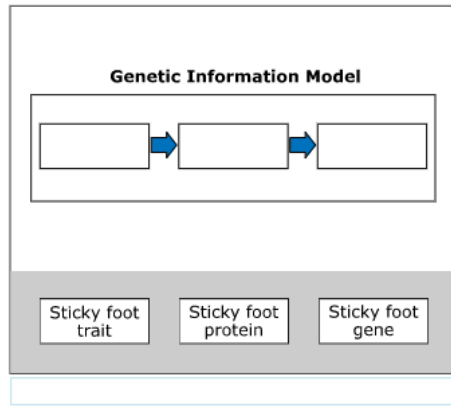 Genetic Information Model
Sticky foot
trait
Sticky foot
protein
Sticky foot
gene